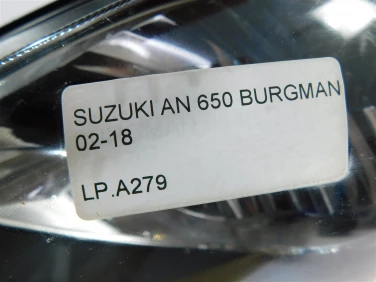 SUZUKI AN 650 BURGMAN
02-18
LP.A279